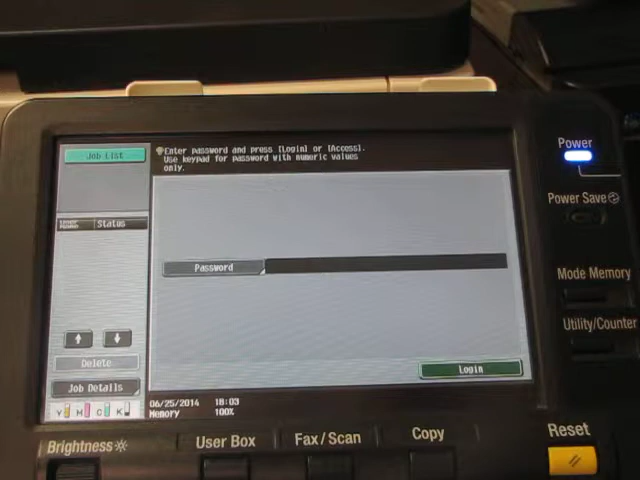 Job List
Enter password and press [Login] or [Access].
Use keypad for password with numeric values
only.
User Name Status
Password
Delete
Login
Job Details
06/25/2014 18:03
Memory 100%
Y M C K
Power
Power Save
Mode Memory
Utility/Counter
Reset
Brightness
User Box
Fax/Scan
Copy